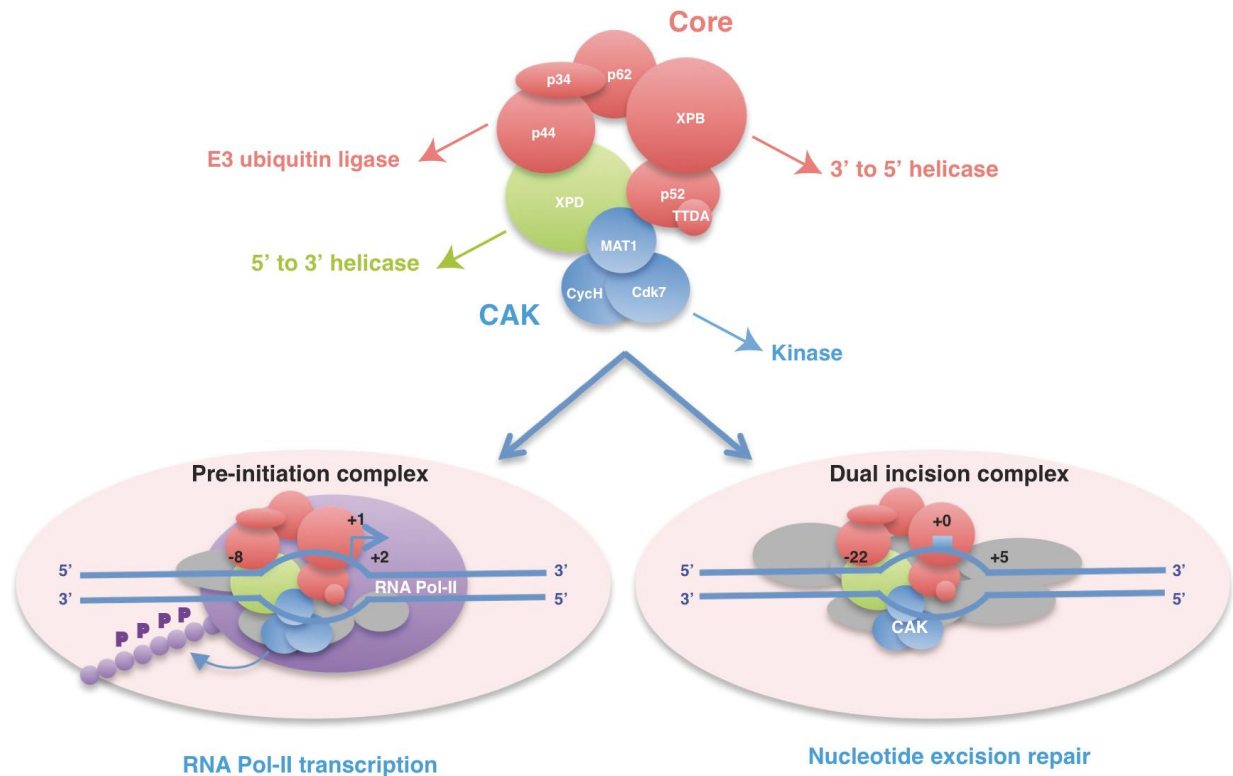 Core
p34
p62
p44
XPB
E3 ubiquitin ligase
3’ to 5’ helicase
XPD
p52
TTDA
MAT1
5’ to 3’ helicase
CycH
Cdk7
CAK
Kinase
Pre-initiation complex
+1
-8
+2
5’
3’
RNA Pol-II
3’
5’
P P P P
RNA Pol-II transcription
Dual incision complex
+0
-22
+5
5’
3’
3’
5’
CAK
Nucleotide excision repair